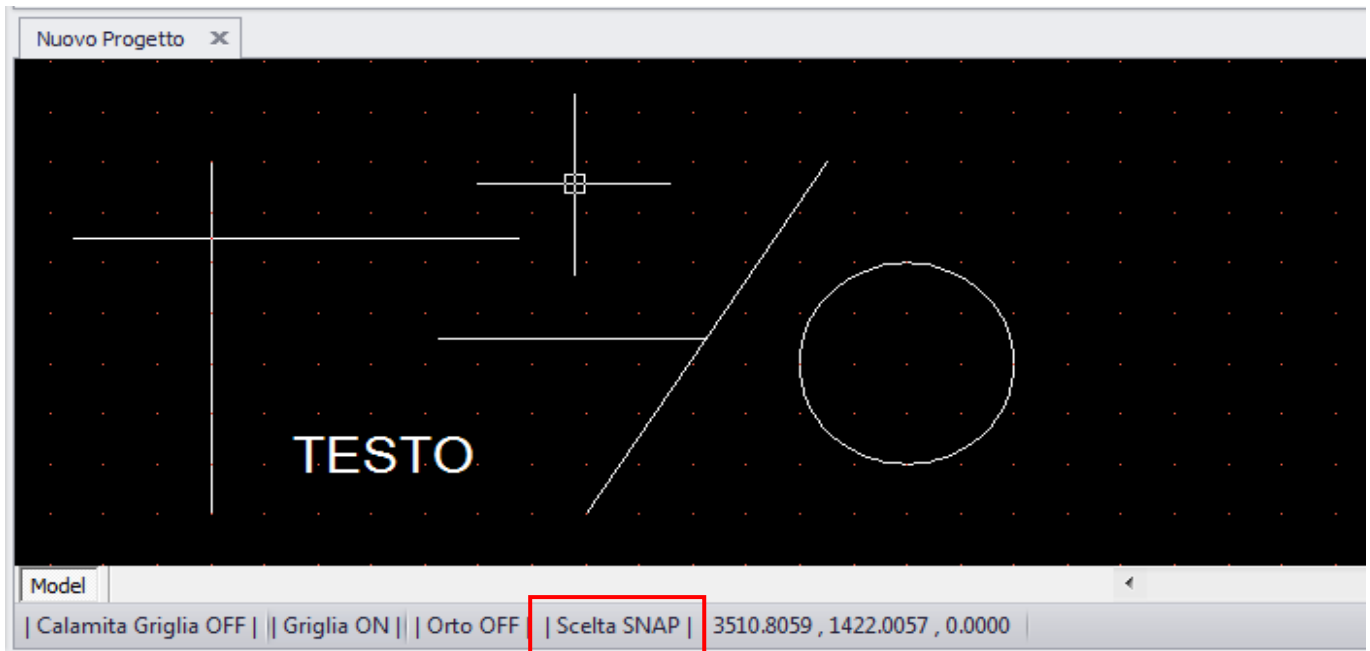 Nuovo Progetto
TESTO
Model
| Calamita Griglia OFF | | Griglia ON | | Orto OFF | | Scelta SNAP | 3510.8059 , 1422.0057 , 0.0000